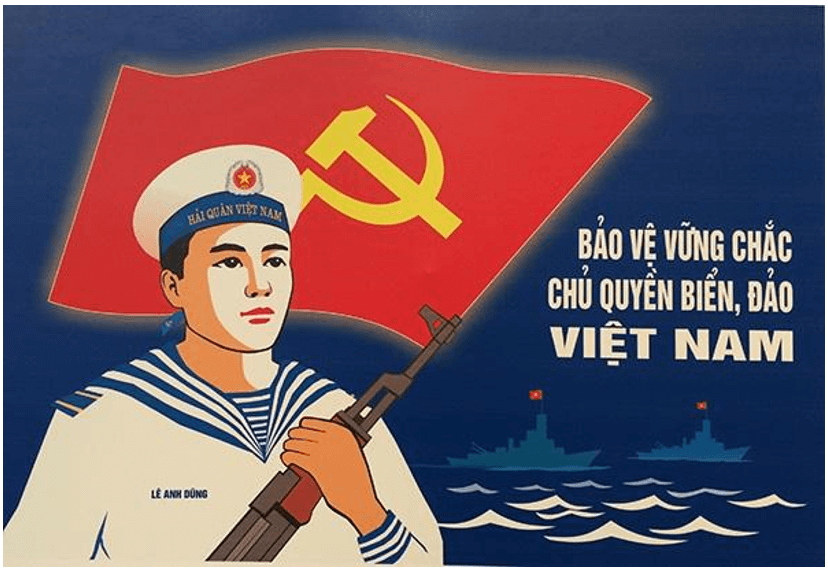 HẢI QUÂN VIỆT NAM
BẢO VỆ VỮNG CHẮC
CHỦ QUYỀN BIỂN, ĐẢO
VIỆT NAM
LÊ ANH DŨNG